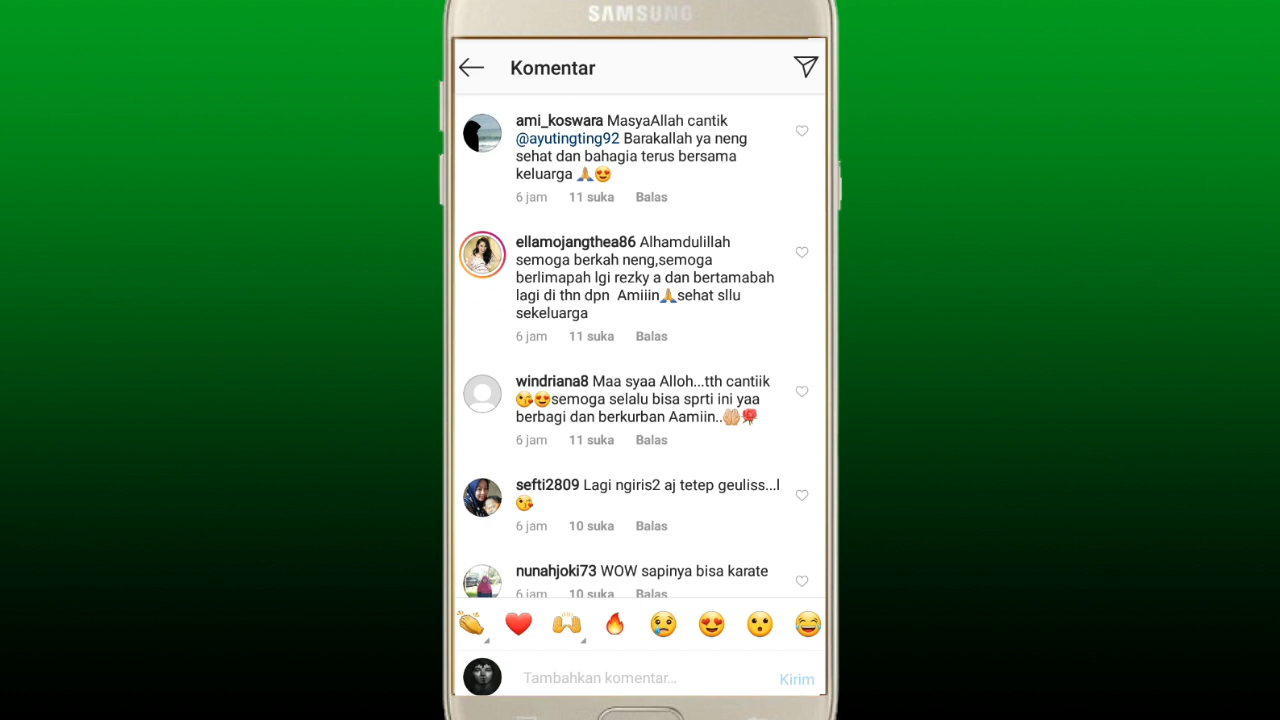 SAMSUNG
Komentar
ami_koswara MasyaAllah cantik
@ayutingting92 Barakallah ya neng
sehat dan bahagia terus bersama
keluarga 🙏😍
6 jam 11 suka Balas
ellamojangthea86 Alhamdulillah
semoga berkah neng,semoga
berlimapah lgi rezky a dan bertamabah
lagi di thn dpn Amiiin🙏sehat sllu
sekeluarga
6 jam 11 suka Balas
windriana8 Maa syaa Alloh...tth cantiik
😘😍semoga selalu bisa sprti ini yaa
berbagi dan berkurban Aamiin..🤲🏻🌹
6 jam 11 suka Balas
sefti2809 Lagi ngiris2 aj tetep geuliss...l
😘
6 jam 10 suka Balas
nunahjoki73 WOW sapinya bisa karate
6 jam 10 suka Balas
Tambahkan komentar...
Kirim